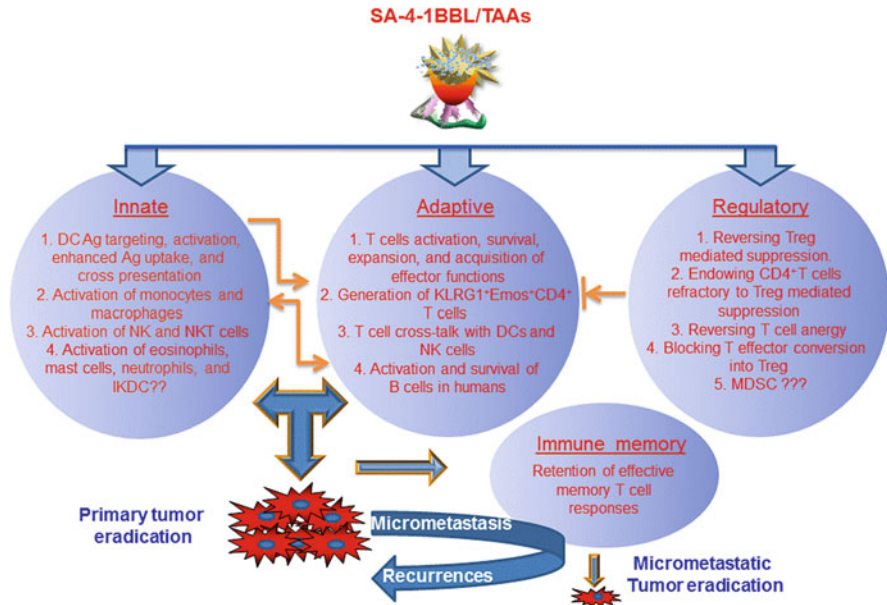 SA-4-1BBL/TAAs
Innate
1. DC Ag targeting, activation,
enhanced Ag uptake, and
cross presentation
2. Activation of monocytes and
macrophages
3. Activation of NK and NKT cells
4. Activation of eosinophils,
mast cells, neutrophils, and
IKDC??
Adaptive
1. T cells activation, survival,
expansion, and acquisition of
effector functions
2. Generation of KLRG1⁺Emos⁺CD4⁺
T cells
3. T cell cross-talk with DCs and
NK cells
4. Activation and survival of
B cells in humans
Regulatory
1. Reversing Treg
mediated suppression.
2. Endowing CD4⁺T cells
refractory to Treg mediated
suppression
3. Reversing T cell anergy
4. Blocking T effector conversion
into Treg
5. MDSC ???
Immune memory
Retention of effective
memory T cell
responses
Primary tumor
eradication
Micrometastasis
Recurrences
Micrometastatic
Tumor eradication